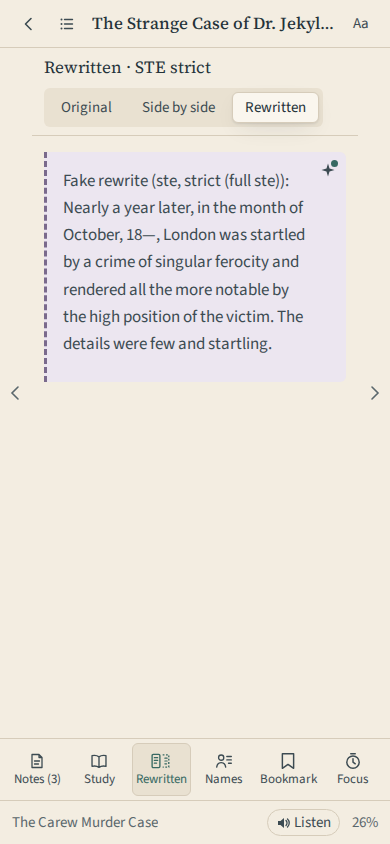 The Strange Case of Dr. Jekyl... Aa
Rewritten · STE strict
Original Side by side Rewritten
Fake rewrite (ste, strict (full ste)):
Nearly a year later, in the month of
October, 18—, London was startled
by a crime of singular ferocity and
rendered all the more notable by
the high position of the victim. The
details were few and startling.
Notes (3) Study Rewritten Names Bookmark Focus
The Carew Murder Case Listen 26%